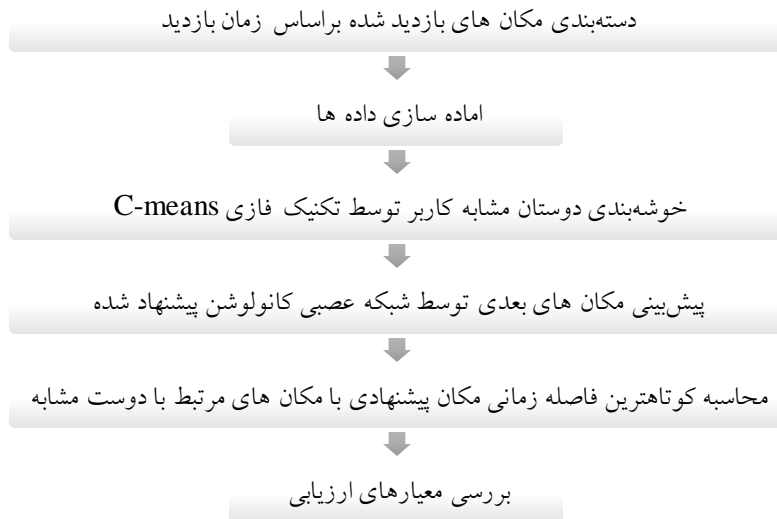 دسته‌بندی مکان های بازدید شده براساس زمان بازدید
اماده سازی داده ها
خوشه‌بندی دوستان مشابه کاربر توسط تکنیک فازی C-means
پیش‌بینی مکان های بعدی توسط شبکه عصبی کانولوشن پیشنهاد شده
محاسبه کوتاهترین فاصله زمانی مکان پیشنهادی با مکان های مرتبط با دوست مشابه
بررسی معیارهای ارزیابی